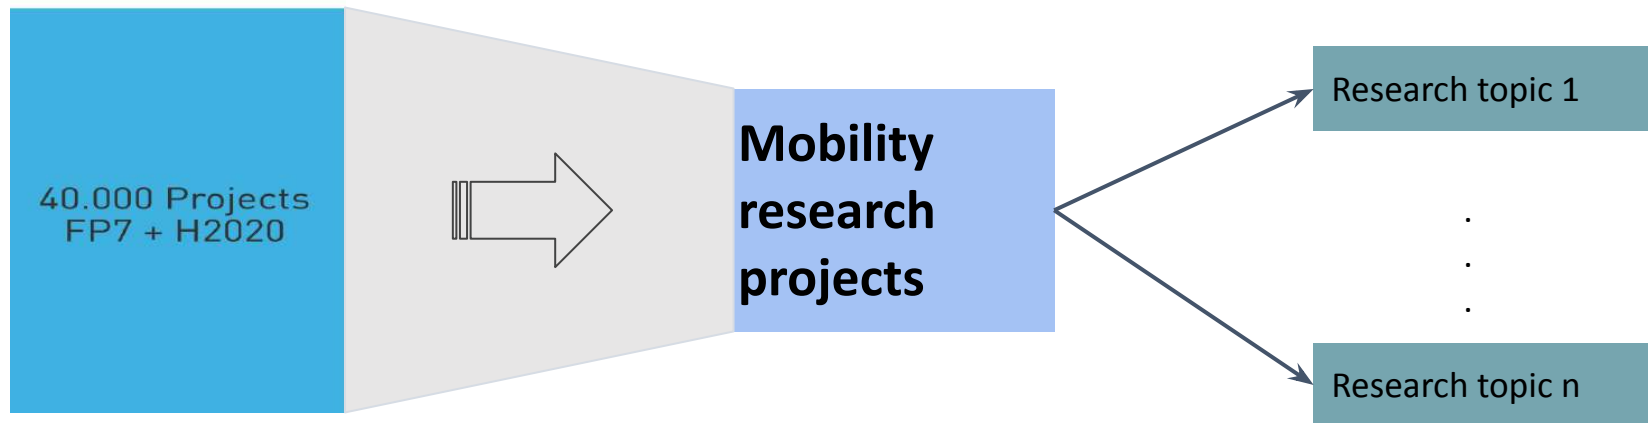 40.000 Projects
FP7 + H2020
Mobility
research
projects
Research topic 1
.
.
.
Research topic n